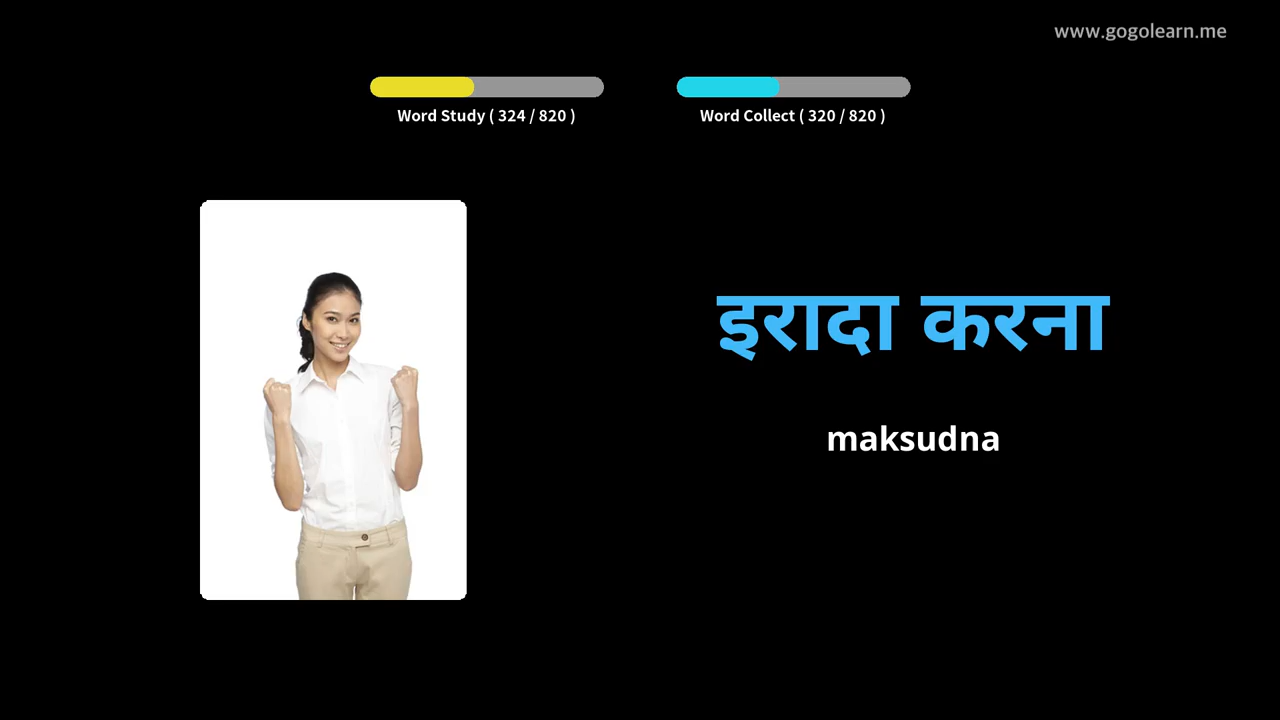 www.gogolearn.me
Word Study ( 324 / 820 )
Word Collect ( 320 / 820 )
इरादा करना
maksudna